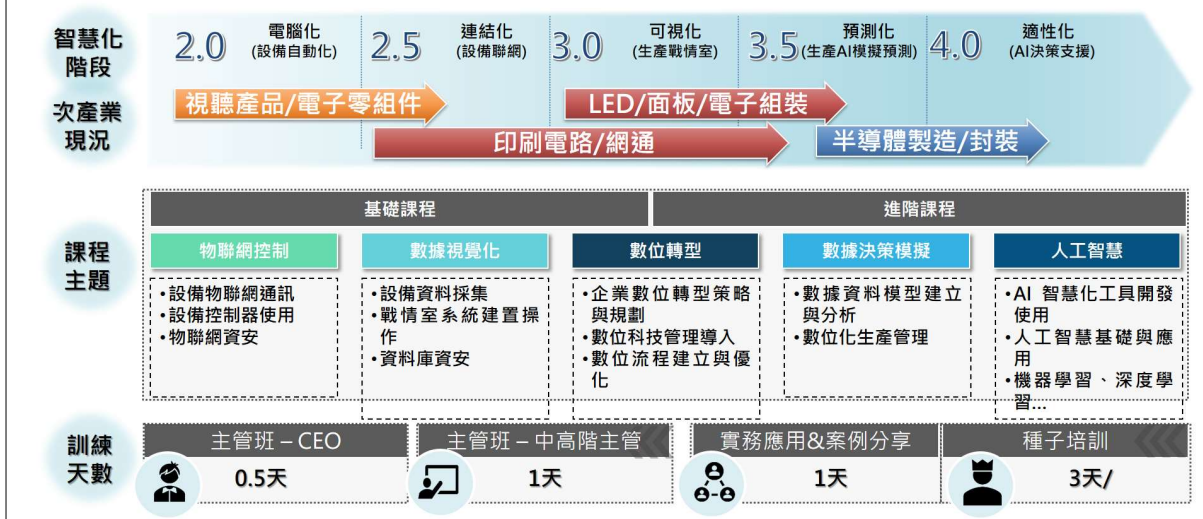 智慧化
階段
2.0
電腦化
(設備自動化)
2.5
連結化
(設備聯網)
3.0
可視化
(生產戰情室)
3.5
預測化
(生產AI模擬預測)
4.0
適性化
(AI決策支援)
次產業
現況
視聽產品/電子零組件
LED/面板/電子組裝
印刷電路/網通
半導體製造/封裝
課程
主題
基礎課程
進階課程
物聯網控制
•設備物聯網通訊
•設備控制器使用
•物聯網資安
數據視覺化
•設備資料採集
•戰情室系統建置操
作
•資料庫資安
數位轉型
•企業數位轉型策略
與規劃
•數位科技管理導入
•數位流程建立與優
化
數據決策模擬
•數據資料模型建立
與分析
•數位化生產管理
人工智慧
•AI 智慧化工具開發
使用
•人工智慧基礎與應
用
•機器學習、深度學
習...
訓練
天數
主管班 – CEO
0.5天
主管班 – 中高階主管
1天
實務應用&案例分享
1天
種子培訓
3天/